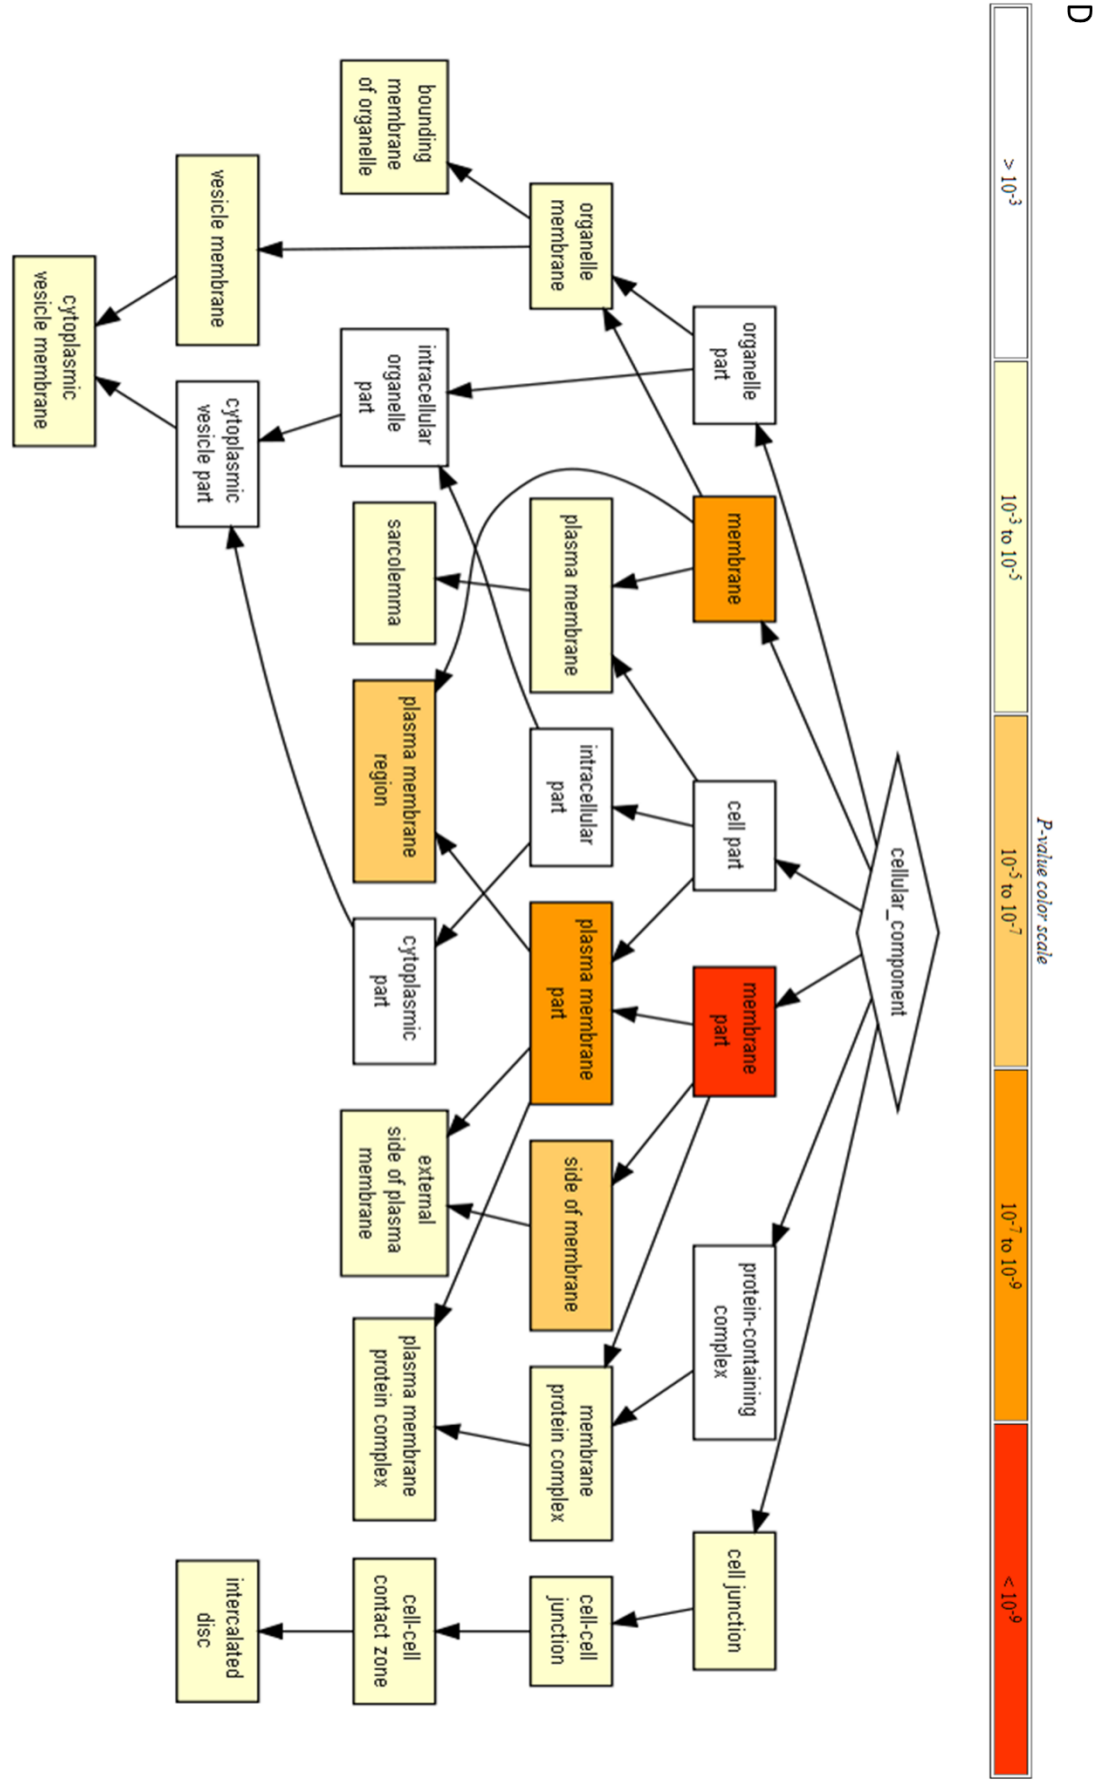 D
P-value color scale
> 10-3
10-3 to 10-5
10-5 to 10-7
10-7 to 10-9
< 10-9
cellular_component
organelle
part
membrane
cell part
membrane
part
protein-containing
complex
cell junction
organelle
membrane
plasma membrane
intracellular
part
plasma membrane
part
side of membrane
membrane
protein complex
cell-cell
junction
bounding
membrane
of organelle
intracellular
organelle
part
sarcolemma
plasma membrane
region
cytoplasmic
part
external
side of plasma
membrane
plasma membrane
protein complex
cell-cell
contact zone
vesicle membrane
cytoplasmic
vesicle part
intercalated
disc
cytoplasmic
vesicle membrane